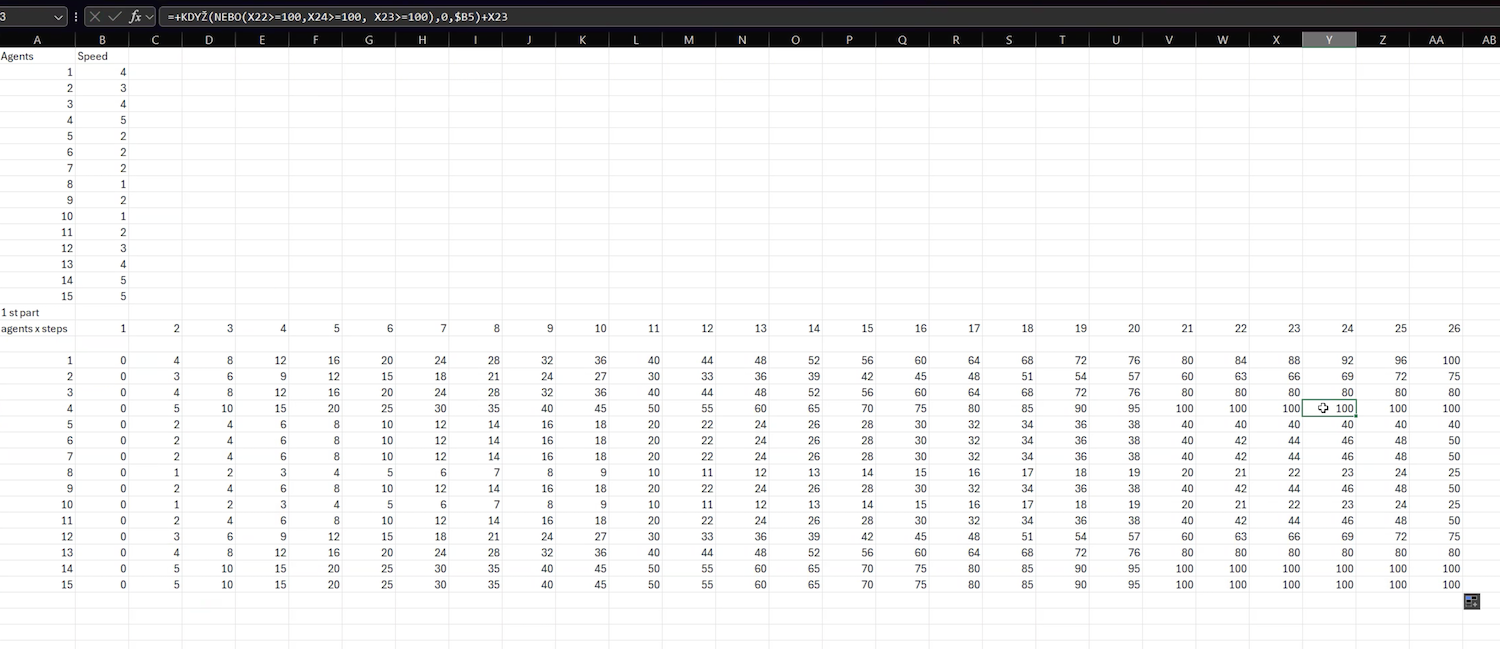 3 fx =+KDYŽ(NEBO(X22>=100,X24>=100, X23>=100),0,$B5)+X23
A B C D E F G H I J K L M N O P Q R S T U V W X Y Z AA AB
Agents Speed
1 4
2 3
3 4
4 5
5 2
6 2
7 2
8 1
9 2
10 1
11 2
12 3
13 4
14 5
15 5
1 st part
agents x steps 1 2 3 4 5 6 7 8 9 10 11 12 13 14 15 16 17 18 19 20 21 22 23 24 25 26
1 0 4 8 12 16 20 24 28 32 36 40 44 48 52 56 60 64 68 72 76 80 84 88 92 96 100
2 0 3 6 9 12 15 18 21 24 27 30 33 36 39 42 45 48 51 54 57 60 63 66 69 72 75
3 0 4 8 12 16 20 24 28 32 36 40 44 48 52 56 60 64 68 72 76 80 80 80 80 80 80
4 0 5 10 15 20 25 30 35 40 45 50 55 60 65 70 75 80 85 90 95 100 100 100 100 100 100
5 0 2 4 6 8 10 12 14 16 18 20 22 24 26 28 30 32 34 36 38 40 40 40 40 40 40
6 0 2 4 6 8 10 12 14 16 18 20 22 24 26 28 30 32 34 36 38 40 42 44 46 48 50
7 0 2 4 6 8 10 12 14 16 18 20 22 24 26 28 30 32 34 36 38 40 42 44 46 48 50
8 0 1 2 3 4 5 6 7 8 9 10 11 12 13 14 15 16 17 18 19 20 21 22 23 24 25
9 0 2 4 6 8 10 12 14 16 18 20 22 24 26 28 30 32 34 36 38 40 42 44 46 48 50
10 0 1 2 3 4 5 6 7 8 9 10 11 12 13 14 15 16 17 18 19 20 21 22 23 24 25
11 0 2 4 6 8 10 12 14 16 18 20 22 24 26 28 30 32 34 36 38 40 42 44 46 48 50
12 0 3 6 9 12 15 18 21 24 27 30 33 36 39 42 45 48 51 54 57 60 63 66 69 72 75
13 0 4 8 12 16 20 24 28 32 36 40 44 48 52 56 60 64 68 72 76 80 80 80 80 80 80
14 0 5 10 15 20 25 30 35 40 45 50 55 60 65 70 75 80 85 90 95 100 100 100 100 100 100
15 0 5 10 15 20 25 30 35 40 45 50 55 60 65 70 75 80 85 90 95 100 100 100 100 100 100